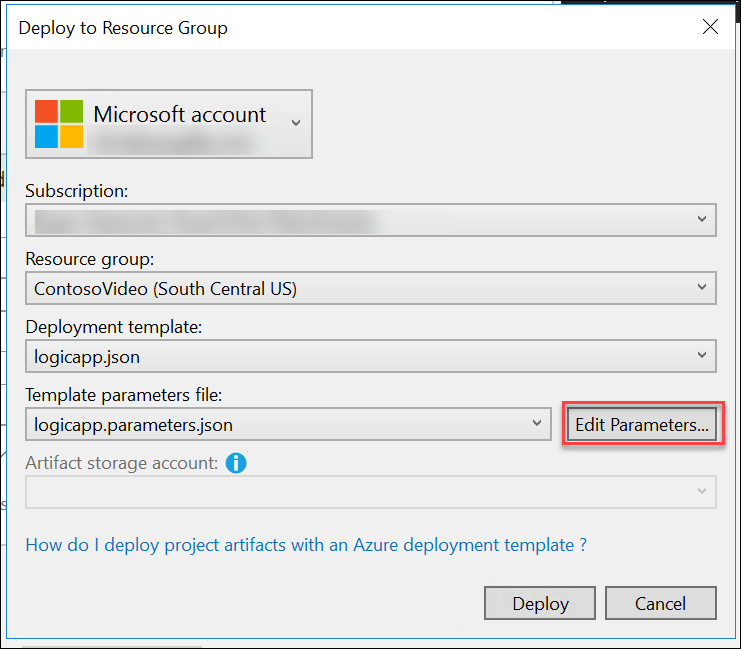 Deploy to Resource Group
Microsoft account
Subscription:
Resource group:
ContosoVideo (South Central US)
Deployment template:
logicapp.json
Template parameters file:
logicapp.parameters.json
Edit Parameters...
Artifact storage account:
How do I deploy project artifacts with an Azure deployment template ?
Deploy
Cancel